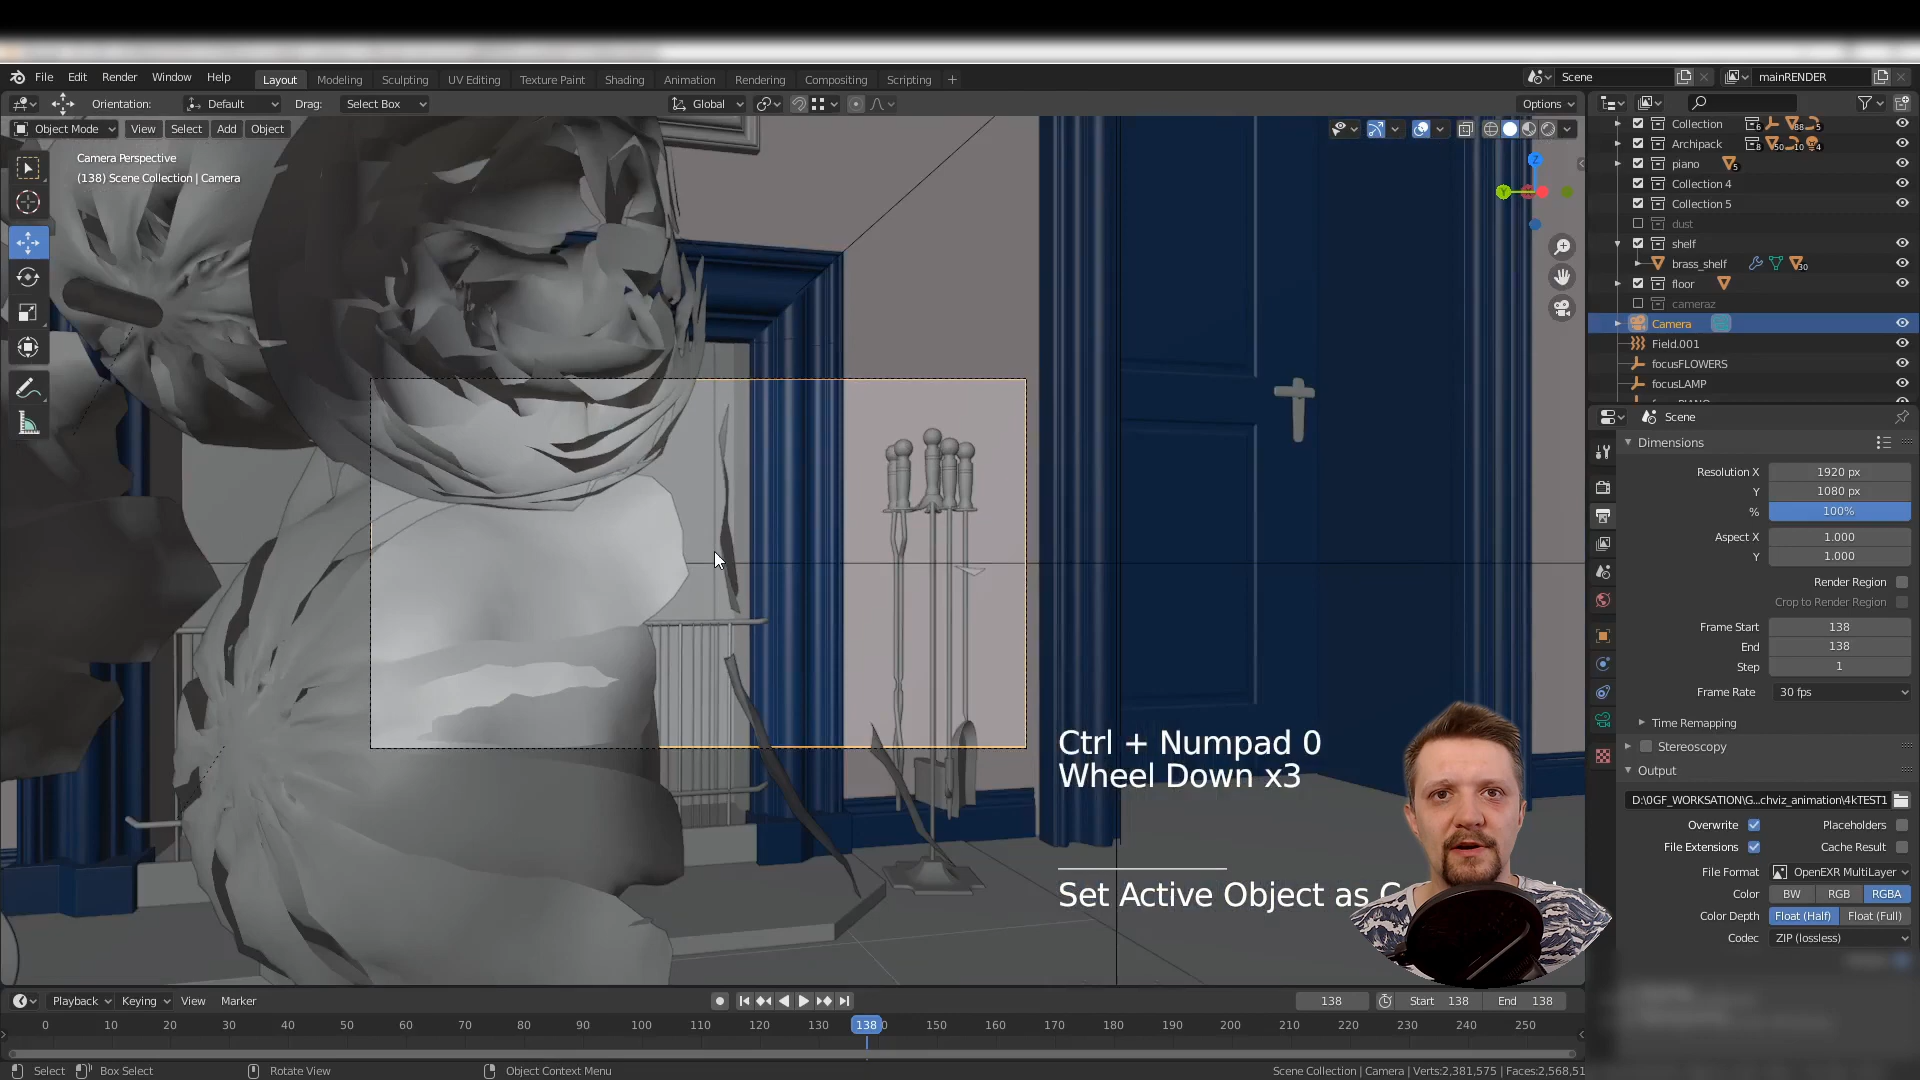 File Edit Render Window Help Layout Modeling Sculpting UV Editing Texture Paint Shading Animation Rendering Compositing Scripting + Scene mainRENDER
Orientation: Default Drag: Select Box Global Options
Object Mode View Select Add Object
Camera Perspective
(138) Scene Collection | Camera
Z
Y
Collection 6 88 5
Archipack 8 50 10 4
piano 5
Collection 4
Collection 5
dust
shelf
brass_shelf 30
floor
cameraz
Camera
Field.001
focusFLOWERS
focusLAMP
Scene
Dimensions
Resolution X 1920 px
Y 1080 px
% 100%
Aspect X 1.000
Y 1.000
Render Region
Crop to Render Region
Frame Start 138
End 138
Step 1
Frame Rate 30 fps
Time Remapping
Stereoscopy
Output
D:\0GF_WORKSATION\G...chviz_animation\4kTEST1
Overwrite Placeholders
File Extensions Cache Result
File Format OpenEXR MultiLayer
Color BW RGB RGBA
Color Depth Float (Half) Float (Full)
Codec ZIP (lossless)
Ctrl + Numpad 0
Wheel Down x3
Set Active Object as
Playback Keying View Marker 138 Start 138 End 138
0 10 20 30 40 50 60 70 80 90 100 110 120 130 138 150 160 170 180 190 200 210 220 230 240 250
Select Box Select Rotate View Object Context Menu Scene Collection | Camera | Verts:2,381,575 | Faces:2,568,51